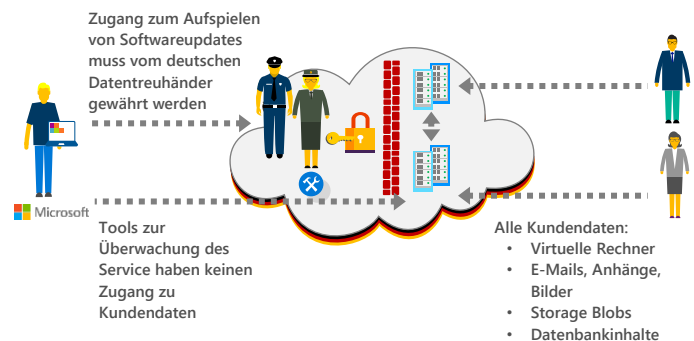 Zugang zum Aufspielen
von Softwareupdates
muss vom deutschen
Datentreuhänder
gewährt werden
Microsoft
Tools zur
Überwachung des
Service haben keinen
Zugang zu
Kundendaten
Alle Kundendaten:
• Virtuelle Rechner
• E-Mails, Anhänge,
Bilder
• Storage Blobs
• Datenbankinhalte